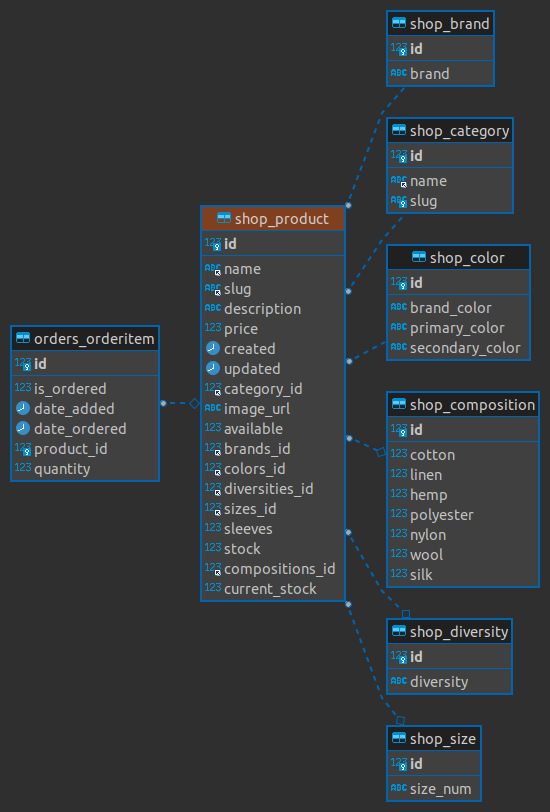 shop_brand
123 id
ABC brand
shop_category
123 id
ABC name
ABC slug
shop_product
123 id
ABC name
ABC slug
ABC description
123 price
created
updated
123 category_id
ABC image_url
123 available
123 brands_id
123 colors_id
123 diversities_id
123 sizes_id
123 sleeves
123 stock
123 compositions_id
123 current_stock
shop_color
123 id
ABC brand_color
ABC primary_color
ABC secondary_color
orders_orderitem
123 id
123 is_ordered
date_added
date_ordered
123 product_id
123 quantity
shop_composition
123 id
123 cotton
123 linen
123 hemp
123 polyester
123 nylon
123 wool
123 silk
shop_diversity
123 id
ABC diversity
shop_size
123 id
ABC size_num